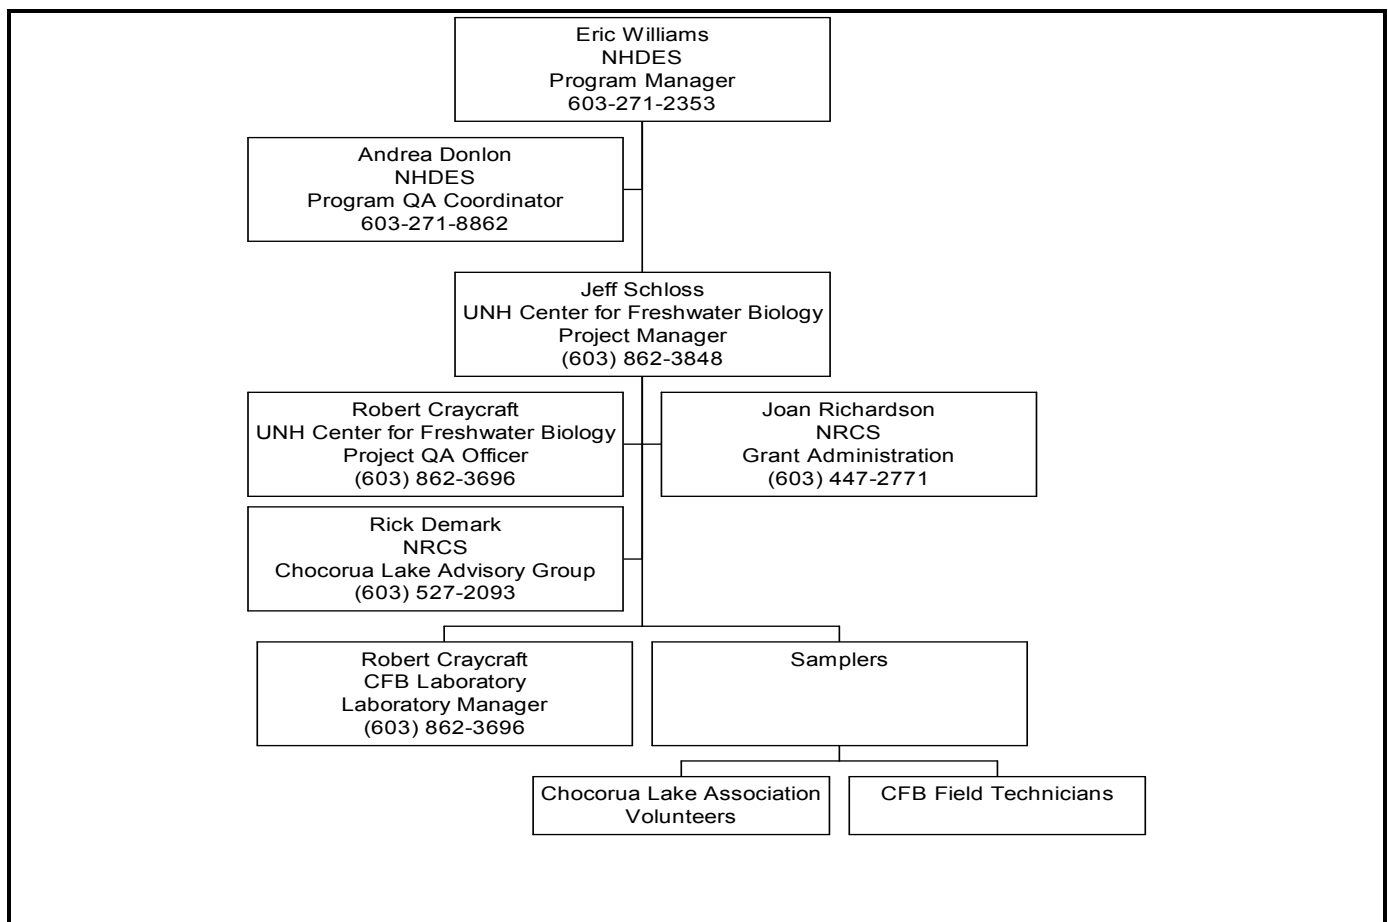 Eric Williams
NHDES
Program Manager
603-271-2353
Andrea Donlon
NHDES
Program QA Coordinator
603-271-8862
Jeff Schloss
UNH Center for Freshwater Biology
Project Manager
(603) 862-3848
Robert Craycraft
UNH Center for Freshwater Biology
Project QA Officer
(603) 862-3696
Joan Richardson
NRCS
Grant Administration
(603) 447-2771
Rick Demark
NRCS
Chocorua Lake Advisory Group
(603) 527-2093
Robert Craycraft
CFB Laboratory
Laboratory Manager
(603) 862-3696
Samplers
Chocorua Lake Association
Volunteers
CFB Field Technicians